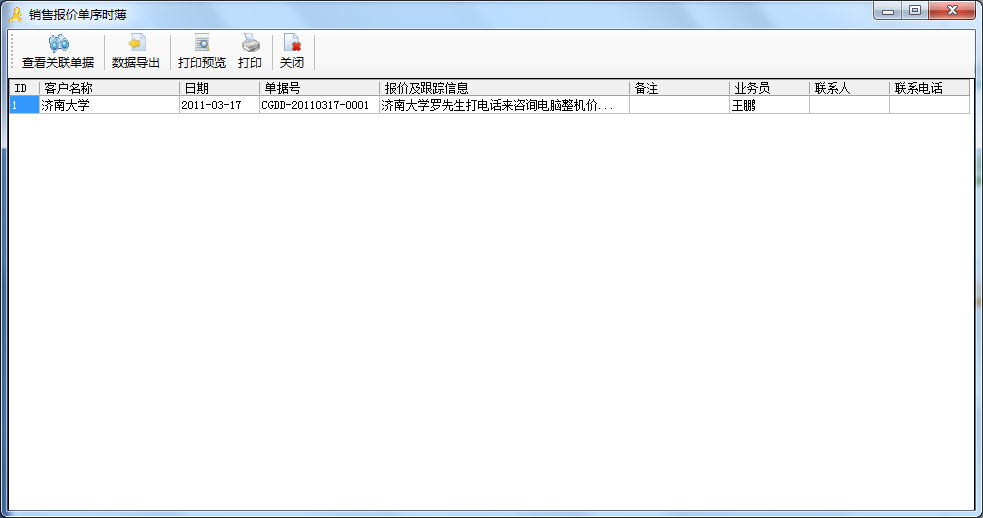 销售报价单序时薄
查看关联单据 数据导出 打印预览 打印 关闭
ID 客户名称 日期 单据号 报价及跟踪信息 备注 业务员 联系人 联系电话
1 济南大学 2011-03-17 CGDD-20110317-0001 济南大学罗先生打电话来咨询电脑整机价... 王鹏